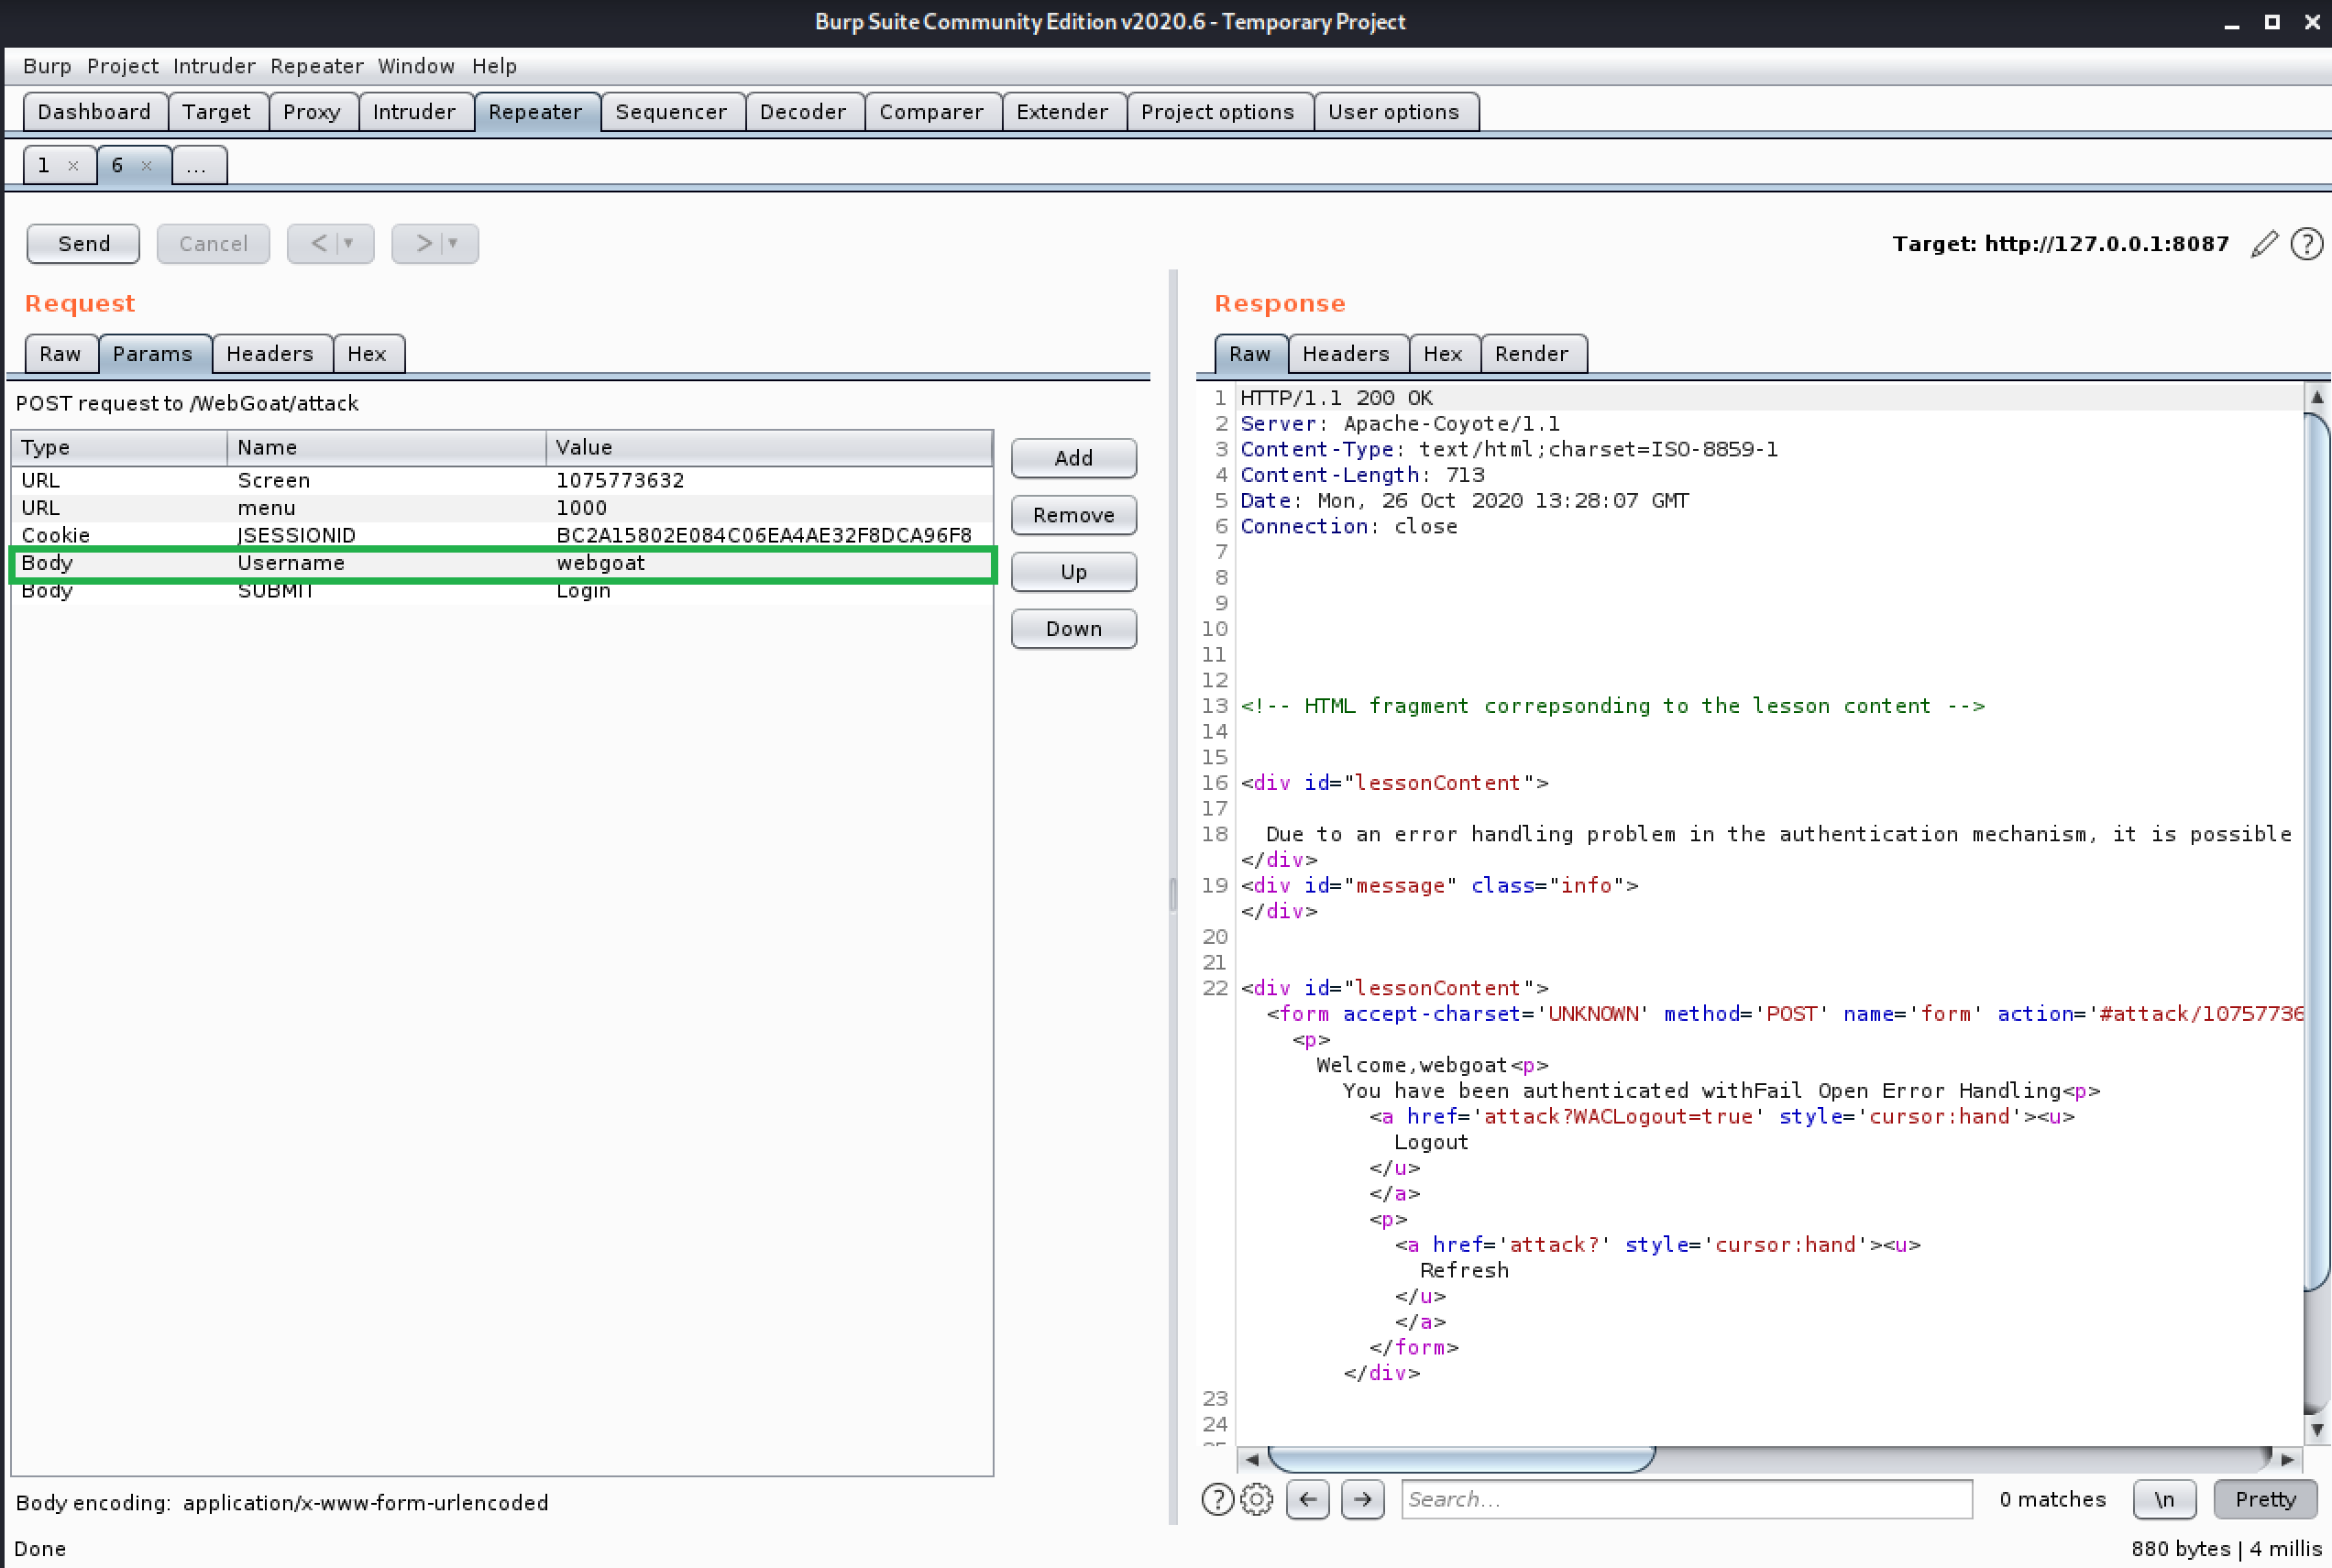 Burp Suite Community Edition v2020.6 - Temporary Project
Burp Project Intruder Repeater Window Help
Dashboard Target Proxy Intruder Repeater Sequencer Decoder Comparer Extender Project options User options
1 × 6 × ...
Send Cancel < > Target: http://127.0.0.1:8087
Request
Raw Params Headers Hex
POST request to /WebGoat/attack
Type Name Value
URL Screen 1075773632
URL menu 1000
Cookie JSESSIONID BC2A15802E084C06EA4AE32F8DCA96F8
Body Username webgoat
Body SUBMIT Login
Add
Remove
Up
Down
Body encoding: application/x-www-form-urlencoded
Done
Response
Raw Headers Hex Render
1 HTTP/1.1 200 OK
2 Server: Apache-Coyote/1.1
3 Content-Type: text/html;charset=ISO-8859-1
4 Content-Length: 713
5 Date: Mon, 26 Oct 2020 13:28:07 GMT
6 Connection: close
7
8
9
10
11
12
13 <!-- HTML fragment correpsonding to the lesson content -->
14
15
16 <div id="lessonContent">
17
18 Due to an error handling problem in the authentication mechanism, it is possible
</div>
19 <div id="message" class="info">
</div>
20
21
22 <div id="lessonContent">
<form accept-charset='UNKNOWN' method='POST' name='form' action='#attack/10757736
<p>
Welcome,webgoat<p>
You have been authenticated withFail Open Error Handling<p>
<a href='attack?WACLogout=true' style='cursor:hand'><u>
Logout
</u>
</a>
<p>
<a href='attack?' style='cursor:hand'><u>
Refresh
</u>
</a>
</form>
</div>
23
24
25
? ← → Search... 0 matches \n Pretty
880 bytes | 4 millis